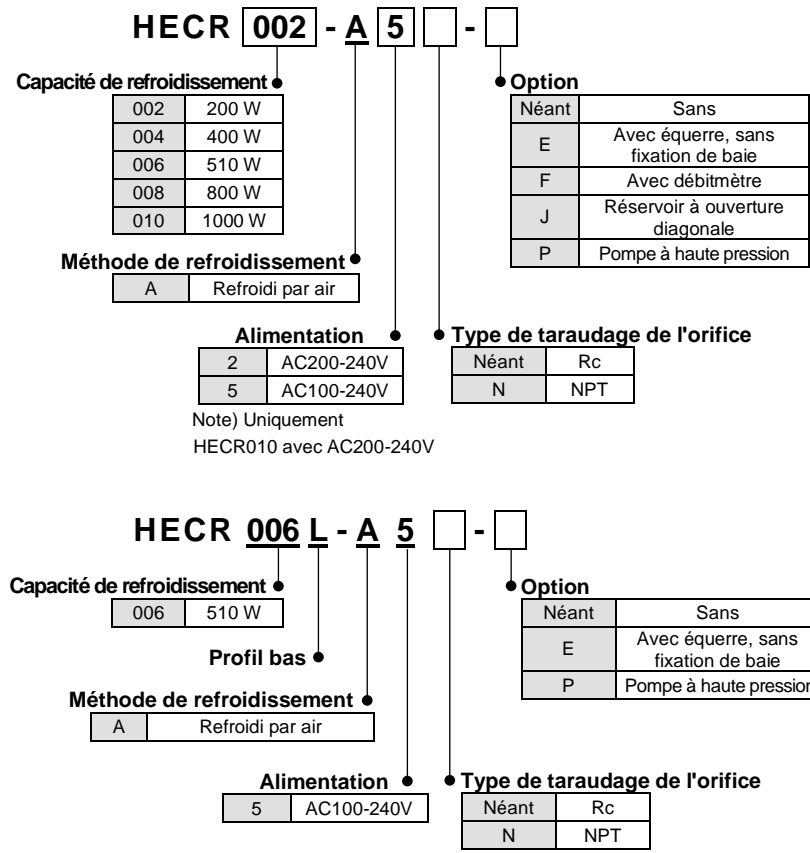 HECR 002 - A 5 -
Capacité de refroidissement
002 200 W
004 400 W
006 510 W
008 800 W
010 1000 W
Option
Néant Sans
E Avec équerre, sans
fixation de baie
F Avec débitmètre
J Réservoir à ouverture
diagonale
P Pompe à haute pression
Méthode de refroidissement
A Refroidi par air
Alimentation
2 AC200-240V
5 AC100-240V
Note) Uniquement
HECR010 avec AC200-240V
Type de taraudage de l'orifice
Néant Rc
N NPT
HECR 006 L - A 5 -
Capacité de refroidissement
006 510 W
Option
Néant Sans
E Avec équerre, sans
fixation de baie
P Pompe à haute pression
Profil bas
Méthode de refroidissement
A Refroidi par air
Alimentation
5 AC100-240V
Type de taraudage de l'orifice
Néant Rc
N NPT